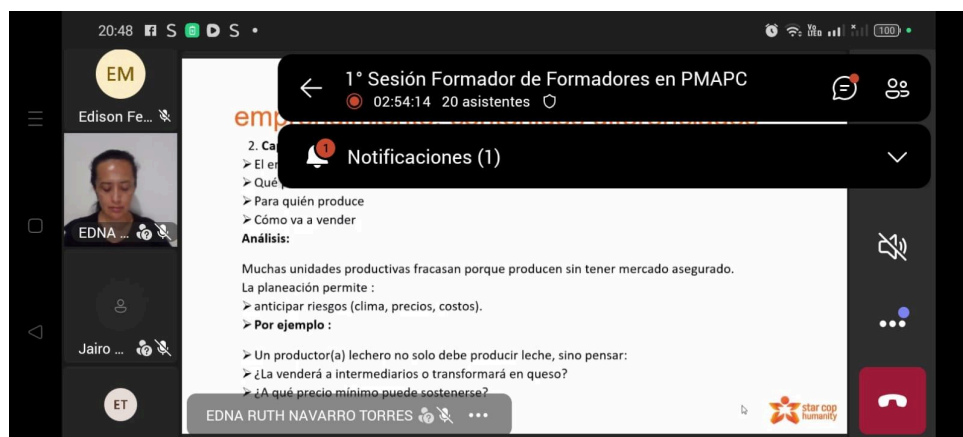 20:48
S
S
100
EM
Edison Fe...
EDNA ...
Jairo ...
ET
1° Sesión Formador de Formadores en PMAPC
02:54:14 20 asistentes
1
Notificaciones (1)
2.
➢ El
➢ Qué
➢ Para quién produce
➢ Cómo va a vender
Análisis:
Muchas unidades productivas fracasan porque producen sin tener mercado asegurado.
La planeación permite :
➢ anticipar riesgos (clima, precios, costos).
➢ Por ejemplo :
➢ Un productor(a) lechero no solo debe producir leche, sino pensar:
➢ ¿La venderá a intermediarios o transformará en queso?
➢ ¿A qué precio mínimo puede sostenerse?
EDNA RUTH NAVARRO TORRES
star cop
humanity